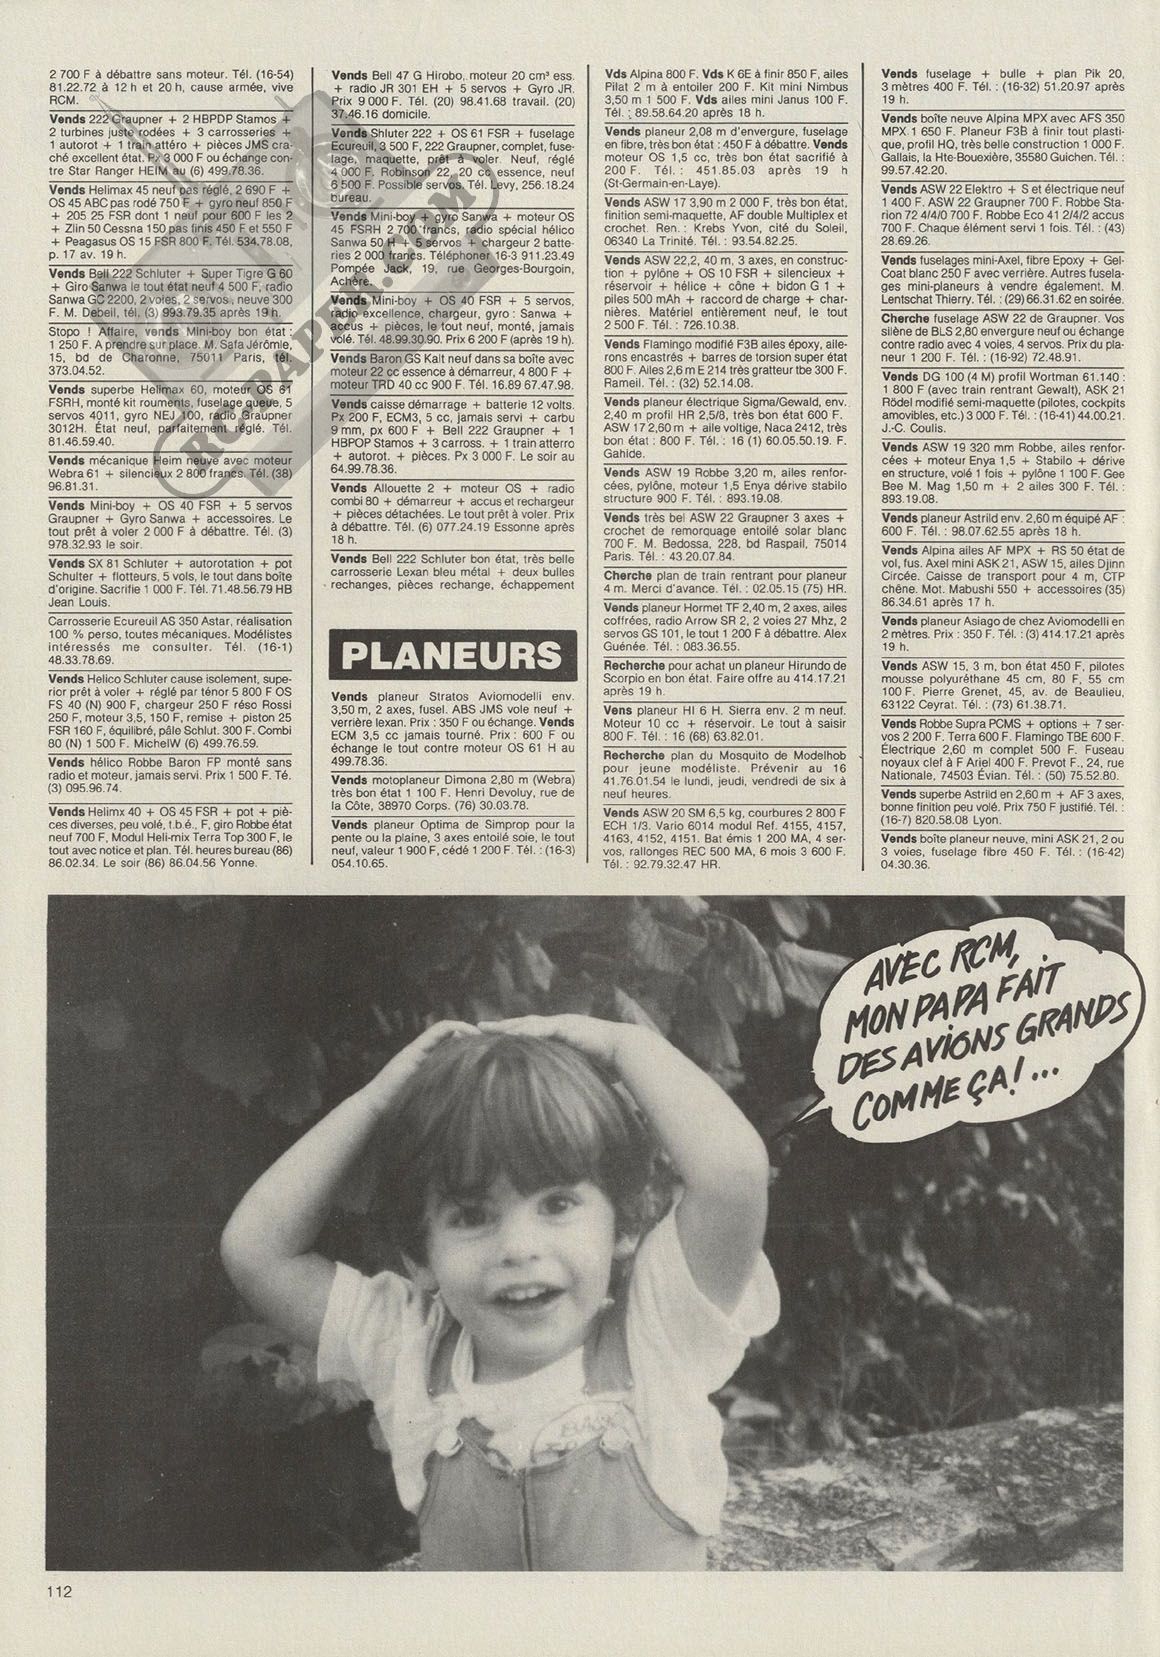 2 700 F à débattre sans moteur. Tél. (16-54)
81.22.72 à 12 h et 20 h, cause armée, vive
RCM.
Vends 222 Graupner + 2 HBPDP Stamos +
2 turbines juste rodées + 3 carrosseries +
1 autorot + 1 train attéro + pièces JMS cra-
ché excellent état. Px 3 000 F ou échange con-
tre Star Ranger HEIM au (6) 499.78.36.
Vends Helimax 45 neuf pas réglé, 2 690 F +
OS 45 ABC pas rodé 750 F + gyro neuf 850 F
+ 205 25 FSR dont 1 neuf pour 600 F les 2
+ Zlin 50 Cessna 150 pas finis 450 F et 550 F
+ Peagasus OS 15 FSR 800 F. Tél. 534.78.08,
p. 17 av. 19 h.
Vends Bell 222 Schluter + Super Tigre G 60
+ Giro Sanwa le tout état neuf 4 500 F, radio
Sanwa GC 2200, 2 voies, 2 servos, neuve 300
F. M. Debeil, tél. (3) 993.79.35 après 19 h.
Stopo ! Affaire, vends Mini-boy bon état :
1 250 F. A prendre sur place. M. Safa Jérômie,
15, bd de Charonne, 75011 Paris, tél.
373.04.52.
Vends superbe Helimax 60, moteur OS 61
FSRH, monté kit rouments, fuselage queue, 5
servos 4011, gyro NEJ 100, radio Graupner
3012H. État neuf, parfaitement réglé. Tél.
81.46.59.40.
Vends mécanique Heim neuve avec moteur
Webra 61 + silencieux 2 800 francs. Tél. (38)
96.81.31.
Vends Mini-boy + OS 40 FSR + 5 servos
Graupner + Gyro Sanwa + accessoires. Le
tout prêt à voler 2 000 F à débattre. Tél. (3)
978.32.93 le soir.
Vends SX 81 Schluter + autorotation + pot
Schulter + flotteurs, 5 vols, le tout dans boîte
d'origine. Sacrifie 1 000 F. Tél. 71.48.56.79 HB
Jean Louis.
Carrosserie Ecureuil AS 350 Astar, réalisation
100 % perso, toutes mécaniques. Modélistes
intéressés me consulter. Tél. (16-1)
48.33.78.69.
Vends Helico Schluter cause isolement, supe-
rior prêt à voler + réglé par ténor 5 800 F OS
FS 40 (N) 900 F, chargeur 250 F réso Rossi
250 F, moteur 3,5, 150 F, remise + piston 25
FSR 160 F, équilibré, pâle Schlut. 300 F. Combi
80 (N) 1 500 F. MichelW (6) 499.76.59.
Vends hélico Robbe Baron FP monté sans
radio et moteur, jamais servi. Prix 1 500 F. Té.
(3) 095.96.74.
Vends Helimx 40 + OS 45 FSR + pot + piè-
ces diverses, peu volé, t.b.é., F, giro Robbe état
neuf 700 F, Modul Heli-mix Terra Top 300 F, le
tout avec notice et plan. Tél. heures bureau (86)
86.02.34. Le soir (86) 86.04.56 Yonne.
Vends Bell 47 G Hirobo, moteur 20 cm³ ess.
+ radio JR 301 EH + 5 servos + Gyro JR.
Prix 9 000 F. Tél. (20) 98.41.68 travail. (20)
37.46.16 domicile.
Vends Shluter 222 + OS 61 FSR + fuselage
Ecureuil, 3 500 F, 222 Graupner, complet, fuse-
lage, maquette, prêt à voler. Neuf, réglé
4 000 F. Robinson 22, 20 cc essence, neuf
6 500 F. Possible servos. Tél. Levy, 256.18.24
bureau.
Vends Mini-boy + gyro Sanwa + moteur OS
45 FSRH 2 700 francs, radio spécial hélico
Sanwa 50 H + 5 servos + chargeur 2 batte-
ries 2 000 francs. Téléphoner 16-3 911.23.49
Pompée Jack, 19, rue Georges-Bourgoin,
Achère.
Vends Mini-boy + OS 40 FSR + 5 servos,
radio excellence, chargeur, gyro : Sanwa +
accus + pièces, le tout neuf, monté, jamais
volé. Tél. 48.99.30.90. Prix 6 200 F (après 19 h).
Vends Baron GS Kalt neuf dans sa boîte avec
moteur 22 cc essence à démarreur, 4 800 F +
moteur TRD 40 cc 900 F. Tél. 16.89 67.47.98.
Vends caisse démarrage + batterie 12 volts.
Px 200 F, ECM3, 5 cc, jamais servi + carbu
9 mm, px 600 F + Bell 222 Graupner + 1
HBPOP Stamos + 3 carross. + 1 train atterro
+ autorot. + pièces. Px 3 000 F. Le soir au
64.99.78.36.
Vends Allouette 2 + moteur OS + radio
combi 80 + démarreur + accus et rechargeur
+ pièces détachées. Le tout prêt à voler. Prix
à débattre. Tél. (6) 077.24.19 Essonne après
18 h.
Vends Bell 222 Schluter bon état, très belle
carrosserie Lexan bleu métal + deux bulles
rechanges, pièces rechange, échappement
PLANEURS
Vends planeur Stratos Aviomodelli env.
3,50 m, 2 axes, fusel. ABS JMS vole neuf +
verrière lexan. Prix : 350 F ou échange. Vends
ECM 3,5 cc jamais tourné. Prix : 600 F ou
échange le tout contre moteur OS 61 H au
499.78.36.
Vends motoplaneur Dimona 2,80 m (Webra)
très bon état 1 100 F. Henri Devoluy, rue de
la Côte, 38970 Corps. (76) 30.03.78.
Vends planeur Optima de Simprop pour la
pente ou la plaine, 3 axes entoilé soie, le tout
neuf, valeur 1 900 F, cédé 1 200 F. Tél. : (16-3)
054.10.65.
Vds Alpina 800 F. Vds K 6E à finir 850 F, ailes
Pilat 2 m à entoiler 200 F. Kit mini Nimbus
3,50 m 1 500 F. Vds ailes mini Janus 100 F.
Tél. : 89.58.64.20 après 18 h.
Vends planeur 2,08 m d'envergure, fuselage
en fibre, très bon état : 450 F à débattre. Vends
moteur OS 1,5 cc, très bon état sacrifié à
200 F. Tél. : 451.85.03 après 19 h
(St-Germain-en-Laye).
Vends ASW 17 3,90 m 2 000 F, très bon état,
finition semi-maquette, AF double Multiplex et
crochet. Ren. : Krebs Yvon, cité du Soleil,
06340 La Trinité. Tél. : 93.54.82.25.
Vends ASW 22,2, 40 m, 3 axes, en construc-
tion + pylône + OS 10 FSR + silencieux +
réservoir + hélice + cône + bidon G 1 +
piles 500 mAh + raccord de charge + char-
nières. Matériel entièrement neuf, le tout
2 500 F. Tél. : 726.10.38.
Vends Flamingo modifié F3B ailes époxy, aile-
rons encastrés + barres de torsion super état
800 F. Ailes 2,6 m E 214 très gratteur tbe 300 F.
Rameil. Tél. : (32) 52.14.08.
Vends planeur électrique Sigma/Gewald, env.
2,40 m profil HR 2,5/8, très bon état 600 F.
ASW 17 2,60 m + aile voltige, Naca 2412, très
bon état : 800 F. Tél. : 16 (1) 60.05.50.19. F.
Gahide.
Vends ASW 19 Robbe 3,20 m, ailes renfor-
cées, pylône, moteur 1,5 Enya dérive stabilo
structure 900 F. Tél. : 893.19.08.
Vends très bel ASW 22 Graupner 3 axes +
crochet de remorquage entoilé solar blanc
700 F. M. Bedossa, 228, bd Raspail, 75014
Paris. Tél. : 43.20.07.84.
Cherche plan de train rentrant pour planeur
4 m. Merci d'avance. Tél. : 02.05.15 (75) HR.
Vends planeur Hormet TF 2,40 m, 2 axes, ailes
coffrées, radio Arrow SR 2, 2 voies 27 Mhz, 2
servos GS 101, le tout 1 200 F à débattre. Alex
Guénée. Tél. : 083.36.55.
Recherche pour achat un planeur Hirundo de
Scorpio en bon état. Faire offre au 414.17.21
après 19 h.
Vens planeur HI 6 H. Sierra env. 2 m neuf.
Moteur 10 cc + réservoir. Le tout à saisir
800 F. Tél. : 16 (68) 63.82.01.
Recherche plan du Mosquito de Modelhob
pour jeune modéliste. Prévenir au 16
41.76.01.54 le lundi, jeudi, vendredi de six à
neuf heures.
Vends ASW 20 SM 6,5 kg, courbures 2 800 F
ECH 1/3. Vario 6014 modul Ref. 4155, 4157,
4163, 4152, 4151. Bat émis 1 200 MA, 4 ser-
vos, rallonges REC 500 MA, 6 mois 3 600 F.
Tél. : 92.79.32.47 HR.
Vends fuselage + bulle + plan Pik 20,
3 mètres 400 F. Tél. : (16-32) 51.20.97 après
19 h.
Vends boîte neuve Alpina MPX avec AFS 350
MPX 1 650 F. Planeur F3B à finir tout plasti-
que, profil HQ, très belle construction 1 000 F.
Gallais, la Hte-Bouexière, 35580 Guichen. Tél. :
99.57.42.20.
Vends ASW 22 Elektro + S et électrique neuf
1 400 F. ASW 22 Graupner 700 F. Robbe Sta-
rion 72 4/4/0 700 F. Robbe Eco 41 2/4/2 accus
700 F. Chaque élément servi 1 fois. Tél. : (43)
28.69.26.
Vends fuselages mini-Axel, fibre Epoxy + Gel-
Coat blanc 250 F avec verrière. Autres fusela-
ges mini-planeurs à vendre également. M.
Lentschat Thierry. Tél. : (29) 66.31.62 en soirée.
Cherche fuselage ASW 22 de Graupner. Vos
silène de BLS 2,80 envergure neuf ou échange
contre radio avec 4 voies, 4 servos. Prix du pla-
neur 1 200 F. Tél. : (16-92) 72.48.91.
Vends DG 100 (4 M) profil Wortman 61.140 :
1 800 F (avec train rentrant Gewalt), ASK 21
Rödel modifié semi-maquette (pilotes, cockpits
amovibles, etc.) 3 000 F. Tél. : (16-41) 44.00.21.
J.-C. Coulis.
Vends ASW 19 320 mm Robbe, ailes renfor-
cées + moteur Enya 1,5 + Stabilo + dérive
en structure, volé 1 fois + pylône 1 100 F. Gee
Bee M. Mag 1,50 m + 2 ailes 300 F. Tél. :
893.19.08.
Vends planeur Astrild env. 2,60 m équipé AF :
600 F. Tél. : 98.07.62.55 après 19 h.
Vends Alpina ailes AF MPX + RS 50 état de
vol, fus. Axel mini ASK 21, ASW 15, ailes Djinn
Circée. Caisse de transport pour 4 m, CTP
chêne. Mot. Mabushi 550 + accessoires (35)
86.34.61 après 17 h.
Vends planeur Asiago de chez Aviomodelli en
2 mètres. Prix : 350 F. Tél. : (3) 414.17.21 après
19 h.
Vends ASW 15, 3 m, bon état 450 F, pilotes
mousse polyuréthane 45 cm, 80 F, 55 cm
100 F. Pierre Grenet, 45, av. de Beaulieu,
63122 Ceyrat. Tél. : (73) 61.38.71.
Vends Robbe Supra PCMS + options + 7 ser-
vos 2 200 F. Terra 600 F. Flamingo TBE 600 F.
Électrique 2,60 m complet 500 F. Fuseau
noyaux clef à F Ariel 400 F. Prevot F., 24, rue
Nationale, 74503 Évian. Tél. : (50) 75.52.80.
Vends superbe Astrild en 2,60 m + AF 3 axes,
bonne finition peu volé. Prix 750 F justifié. Tél. :
(16-7) 820.58.08 Lyon.
Vends boîte planeur neuve, mini ASK 21, 2 ou
3 voies, fuselage fibre 450 F. Tél. : (16-42)
04.30.36.
RC-PAPER.COM
AVEC RCM,
MON PAPA FAIT
DES AVIONS GRANDS
COMME ÇA!...
112